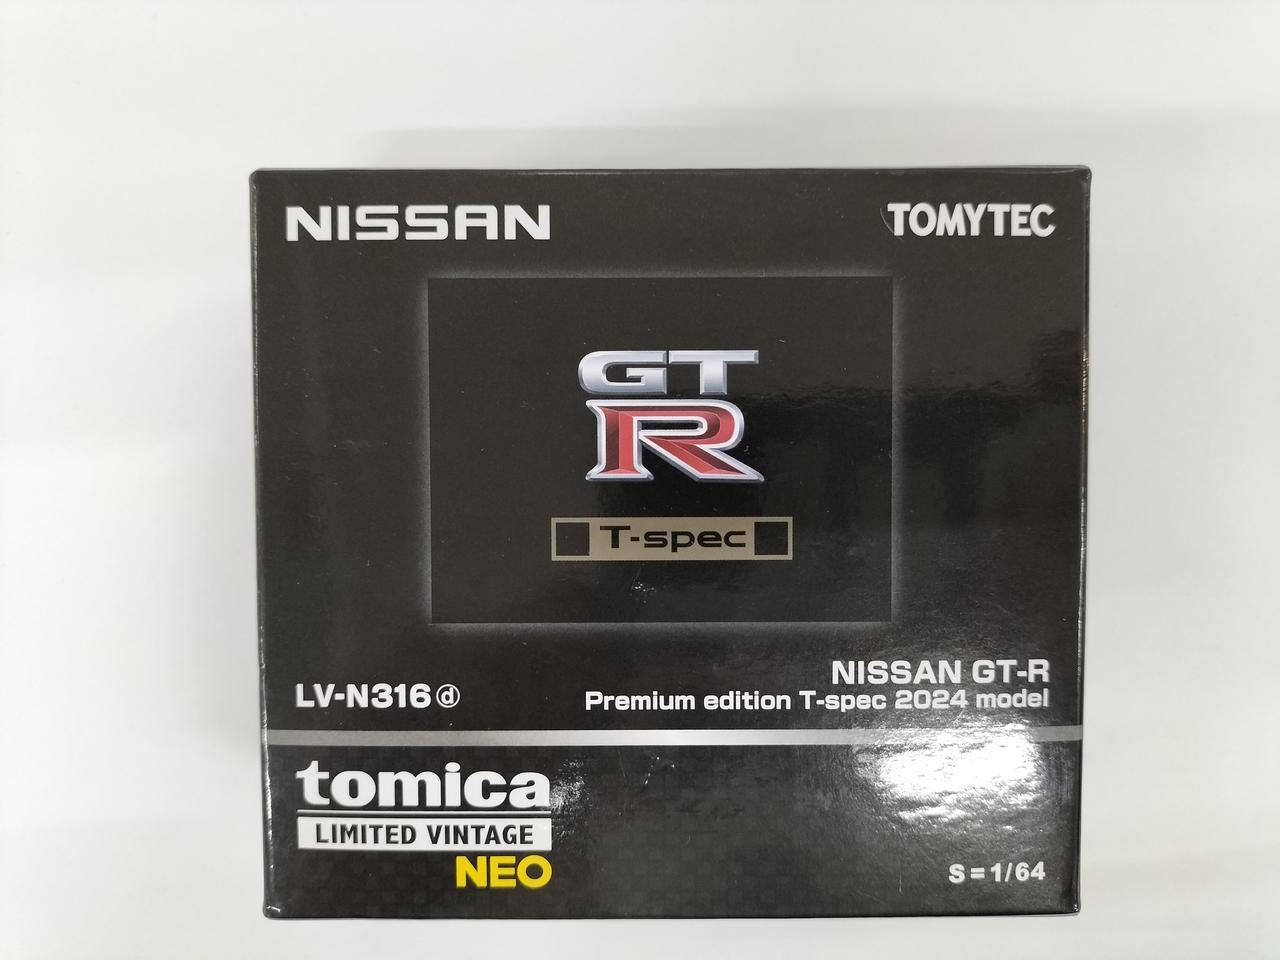 NISSAN
TOMYTEC
GT
R
T-spec
NISSAN GT-R
LV-N316ⓓ
Premium edition T-spec 2024 model
tomica
LIMITED VINTAGE
NEO
S=1/64